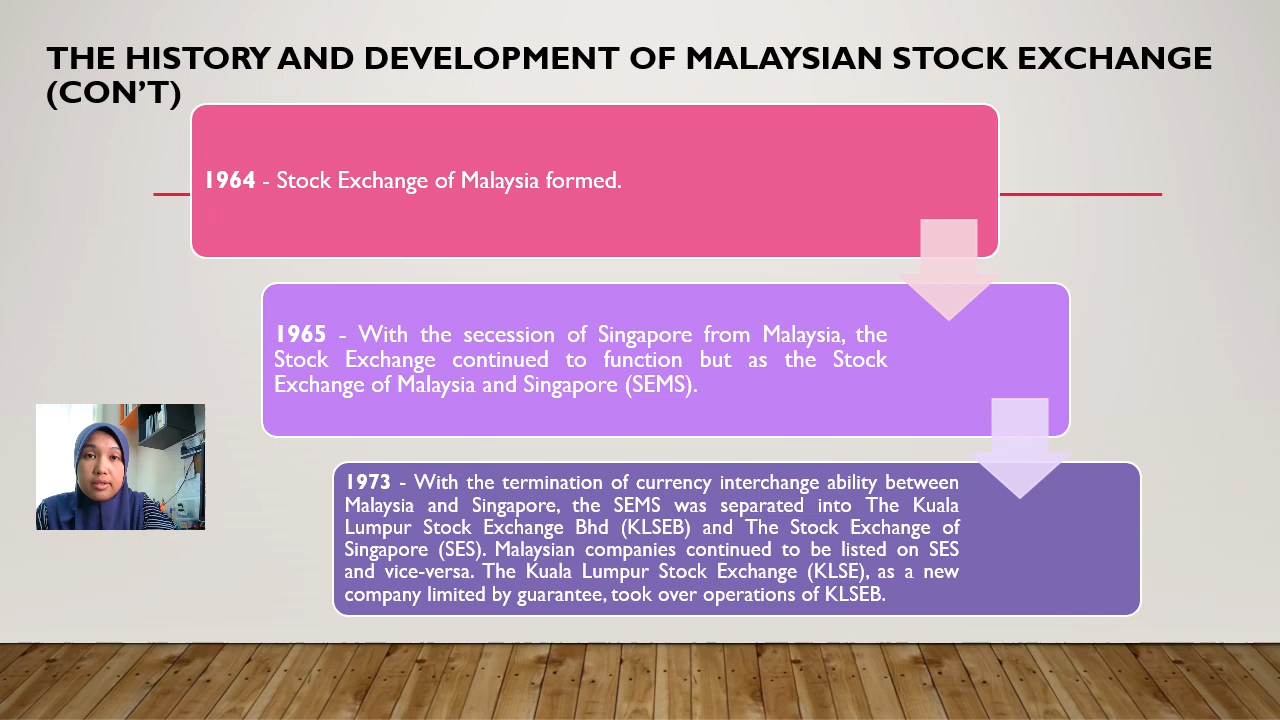 THE HISTORY AND DEVELOPMENT OF MALAYSIAN STOCK EXCHANGE
(CON’T)
1964 - Stock Exchange of Malaysia formed.
1965 - With the secession of Singapore from Malaysia, the
Stock Exchange continued to function but as the Stock
Exchange of Malaysia and Singapore (SEMS).
1973 - With the termination of currency interchange ability between
Malaysia and Singapore, the SEMS was separated into The Kuala
Lumpur Stock Exchange Bhd (KLSEB) and The Stock Exchange of
Singapore (SES). Malaysian companies continued to be listed on SES
and vice-versa. The Kuala Lumpur Stock Exchange (KLSE), as a new
company limited by guarantee, took over operations of KLSEB.